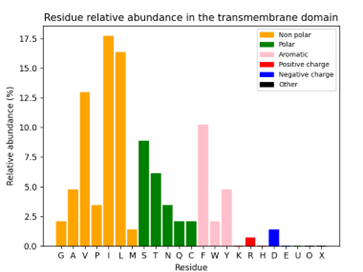 Residue relative abundance in the transmembrane domain
Non polar
Polar
Aromatic
Positive charge
Negative charge
Other
Relative abundance (%)
17.5
15.0
12.5
10.0
7.5
5.0
2.5
0.0
G A V P I L M S T N Q C F W Y K R H D E U O X
Residue